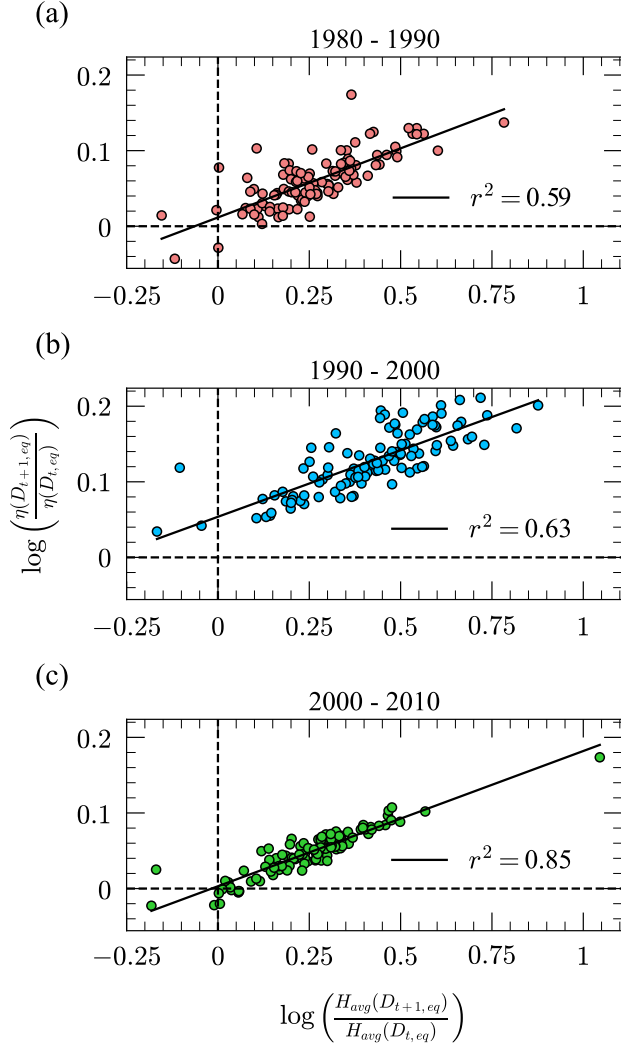 (a)
1980 - 1990
0.2
0.1
0
r² = 0.59
−0.25 0 0.25 0.5 0.75 1
(b)
1990 - 2000
0.2
0.1
0
r² = 0.63
−0.25 0 0.25 0.5 0.75 1
log (η(D_{t+1,eq}) / η(D_{t,eq}))
(c)
2000 - 2010
0.2
0.1
0
r² = 0.85
−0.25 0 0.25 0.5 0.75 1
log (H_{avg}(D_{t+1,eq}) / H_{avg}(D_{t,eq}))